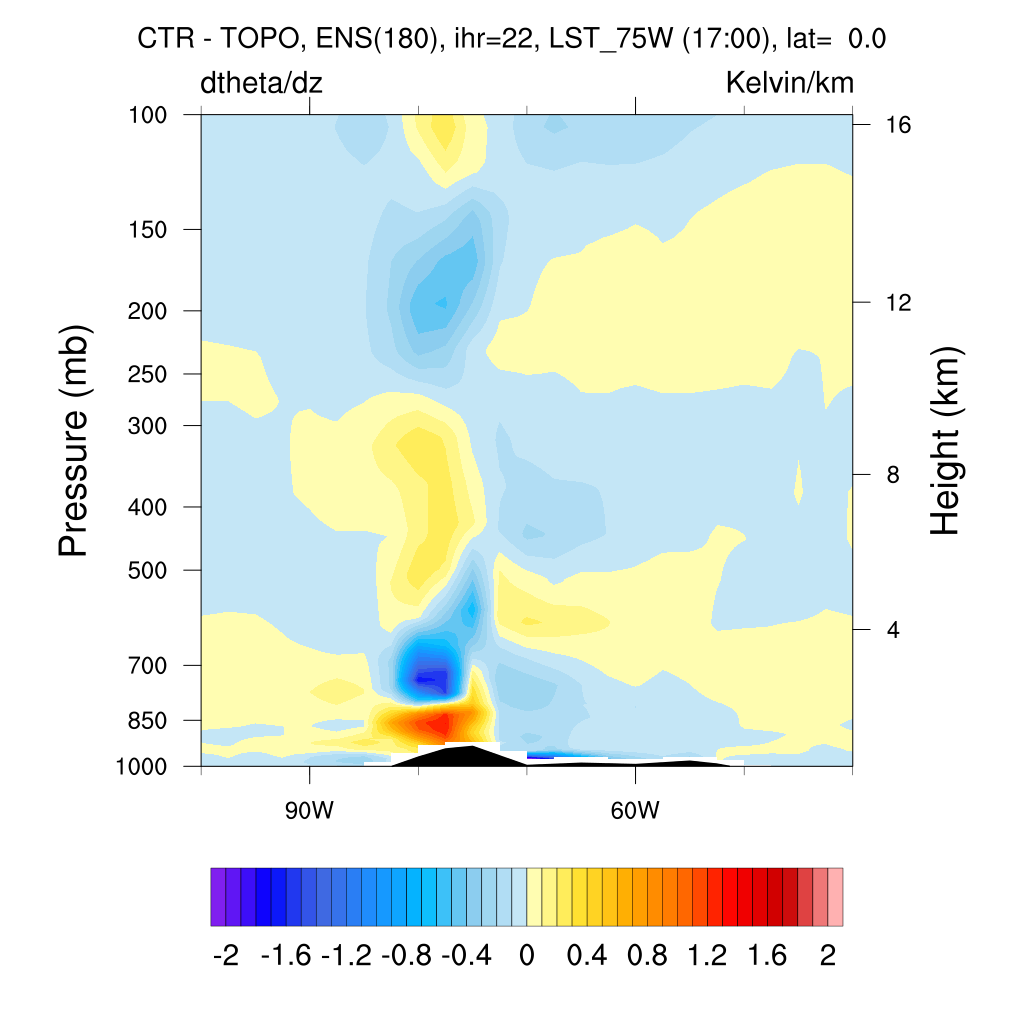 CTR - TOPO, ENS(180), ihr=22, LST_75W (17:00), lat=  0.0
dtheta/dz
Kelvin/km
100
150
200
250
300
400
500
700
850
1000
Pressure (mb)
16
12
8
4
Height (km)
90W
60W
-2 -1.6 -1.2 -0.8 -0.4 0 0.4 0.8 1.2 1.6 2